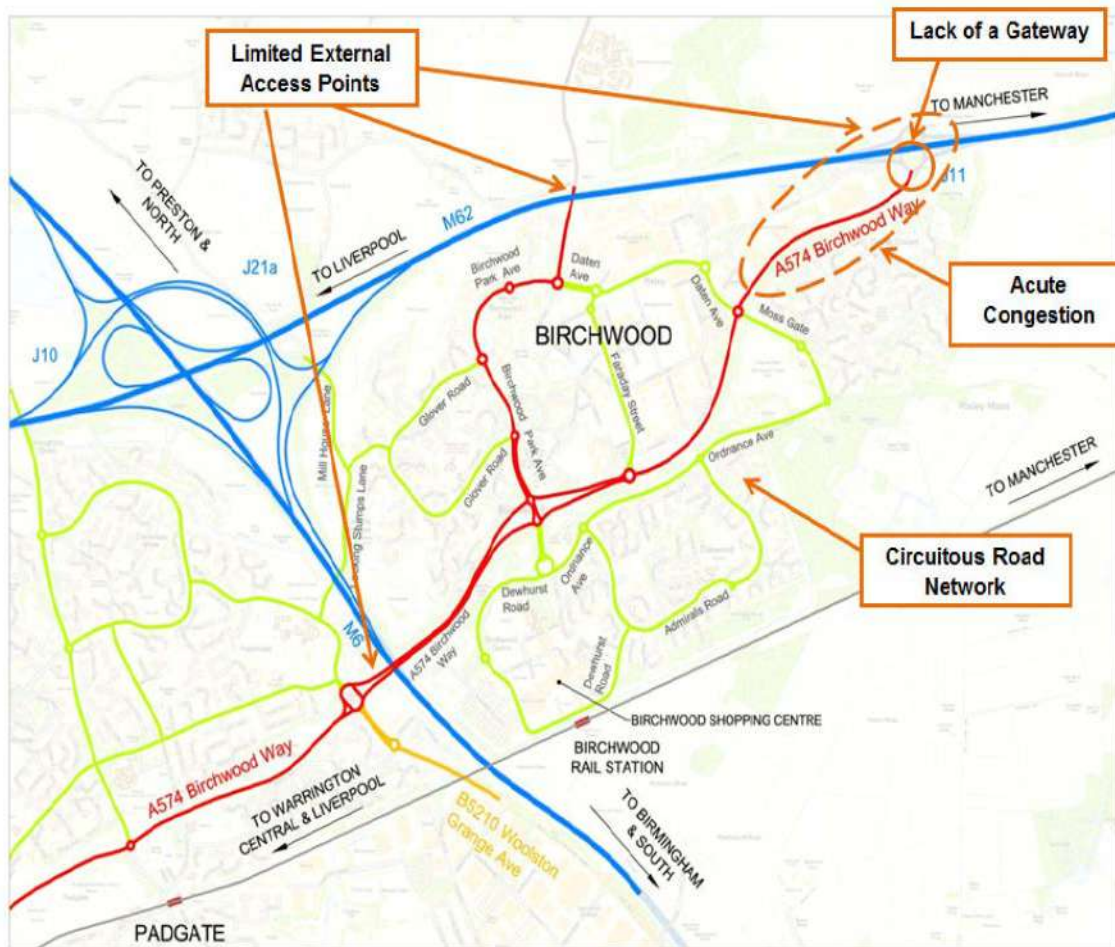 Limited External
Access Points
Lack of a Gateway
TO MANCHESTER
J11
TO PRESTON &
NORTH
M62
TO LIVERPOOL
J21a
J10
Birchwood
Park Ave
Daten
Ave
A574 Birchwood Way
Acute
Congestion
Daten Ave
Moss Gate
BIRCHWOOD
Faraday Street
Glover Road
Birchwood
Park Ave
Glover Road
Mill House Lane
Ordnance Ave
TO MANCHESTER
Circuitous Road
Network
Stumps Lane
Ordnance
Ave
Dewhurst
Road
Admirals Road
M6
A574 Birchwood
Way
Dewhurst
Road
BIRCHWOOD SHOPPING CENTRE
BIRCHWOOD
RAIL STATION
A574 Birchwood Way
TO WARRINGTON
CENTRAL & LIVERPOOL
B5210 Woolston
Grange Ave
TO BIRMINGHAM
& SOUTH
PADGATE